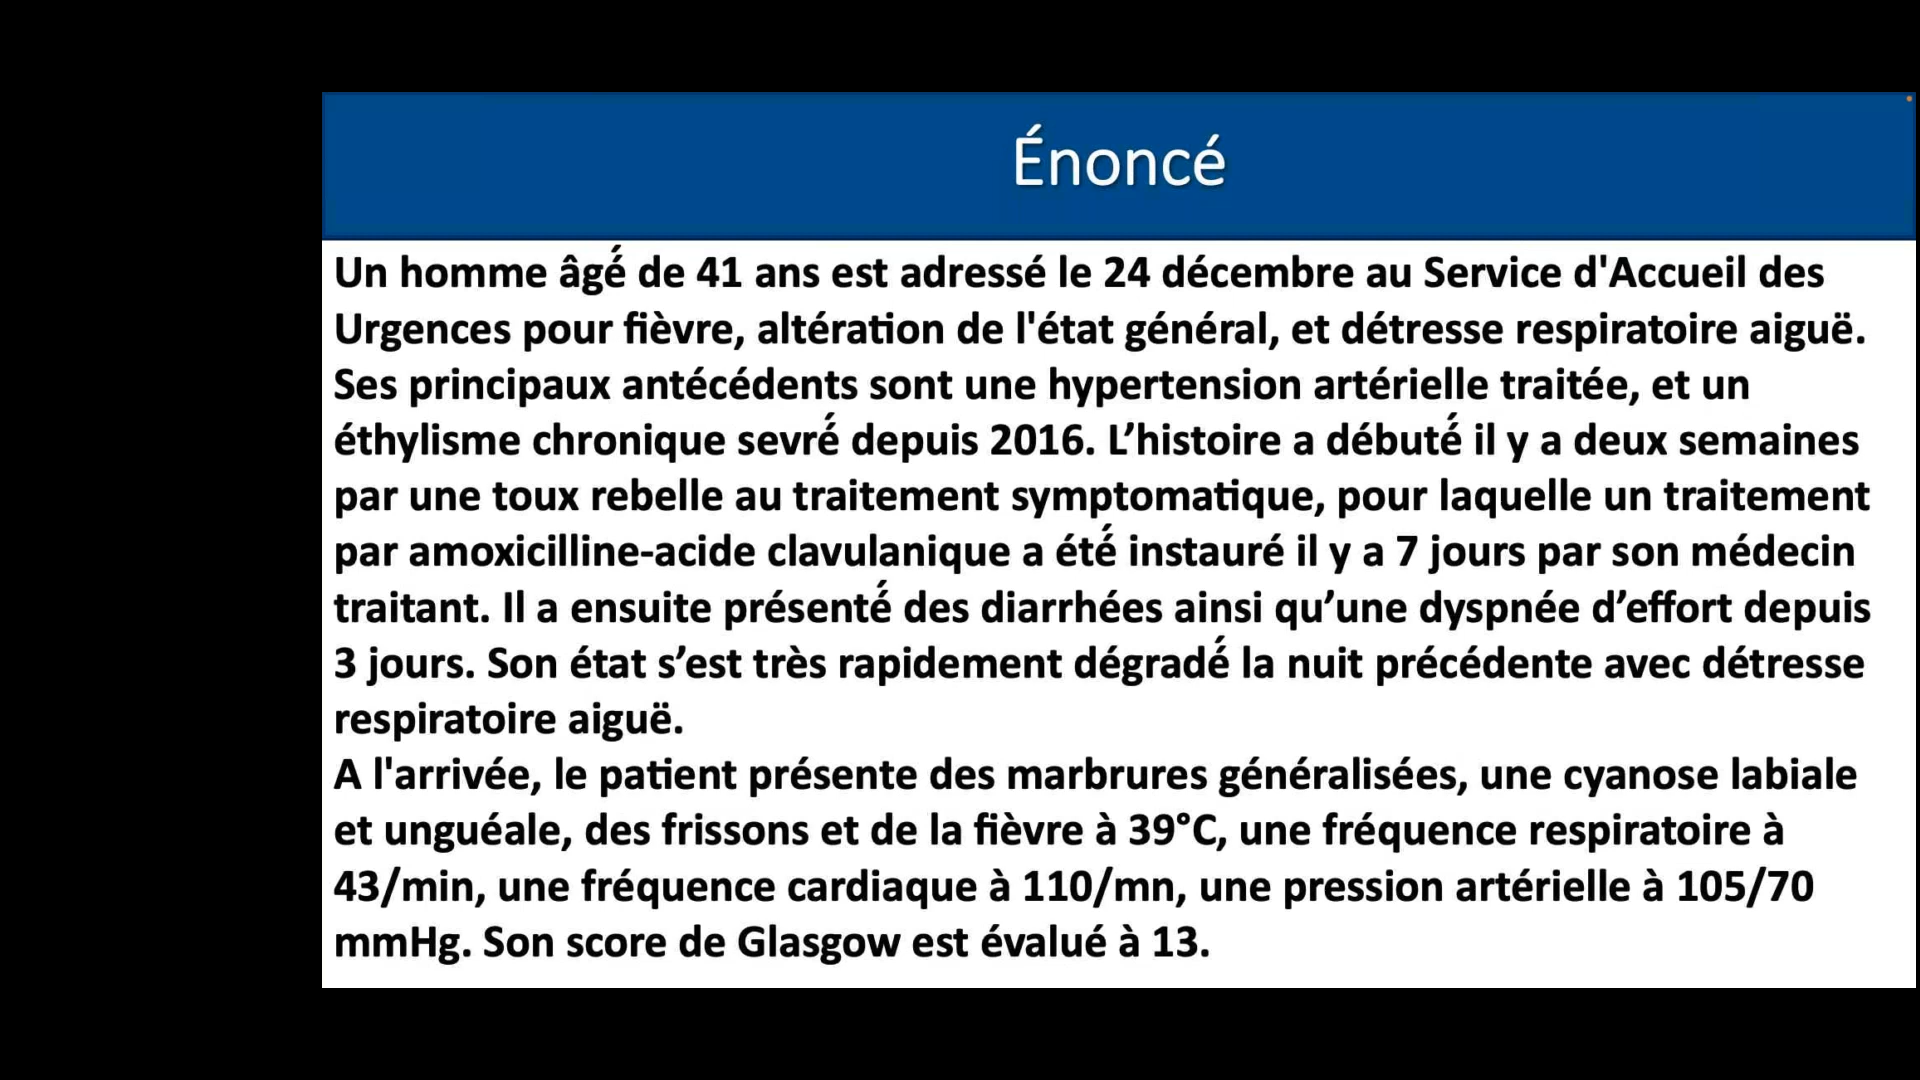 Énoncé
Un homme âgé de 41 ans est adressé le 24 décembre au Service d'Accueil des
Urgences pour fièvre, altération de l'état général, et détresse respiratoire aiguë.
Ses principaux antécédents sont une hypertension artérielle traitée, et un
éthylisme chronique sevré depuis 2016. L’histoire a débuté il y a deux semaines
par une toux rebelle au traitement symptomatique, pour laquelle un traitement
par amoxicilline-acide clavulanique a été instauré il y a 7 jours par son médecin
traitant. Il a ensuite présenté des diarrhées ainsi qu’une dyspnée d’effort depuis
3 jours. Son état s’est très rapidement dégradé la nuit précédente avec détresse
respiratoire aiguë.
A l'arrivée, le patient présente des marbrures généralisées, une cyanose labiale
et unguéale, des frissons et de la fièvre à 39°C, une fréquence respiratoire à
43/min, une fréquence cardiaque à 110/mn, une pression artérielle à 105/70
mmHg. Son score de Glasgow est évalué à 13.